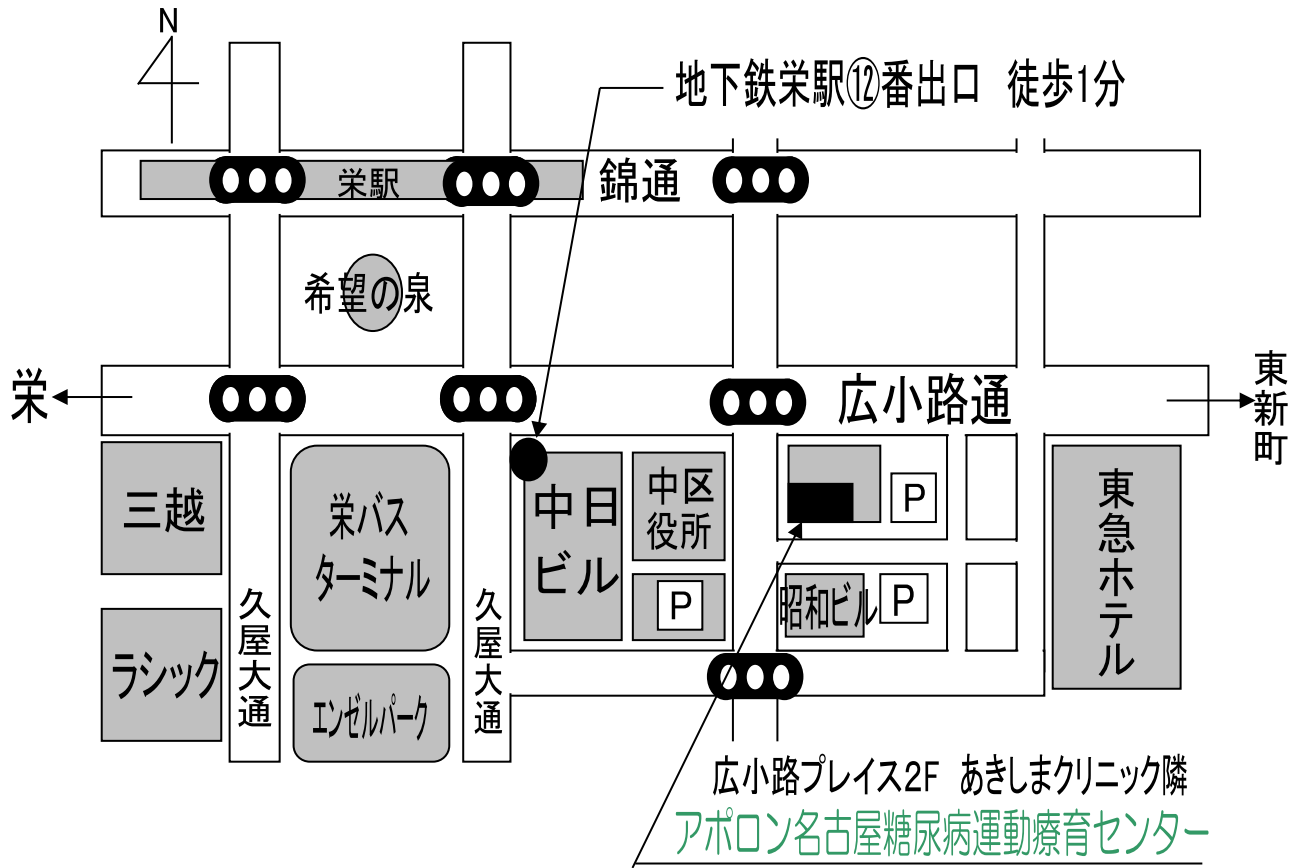 N
地下鉄栄駅⑫番出口 徒歩1分
栄駅
錦通
希望の泉
栄
広小路通
東新町
三越
栄バス
ターミナル
中日
ビル
中区
役所
P
東急ホテル
P
昭和ビル
P
久屋大通
久屋大通
ラシック
エンゼルパーク
広小路プレイス2F あきしまクリニック隣
アポロン名古屋糖尿病運動療育センター